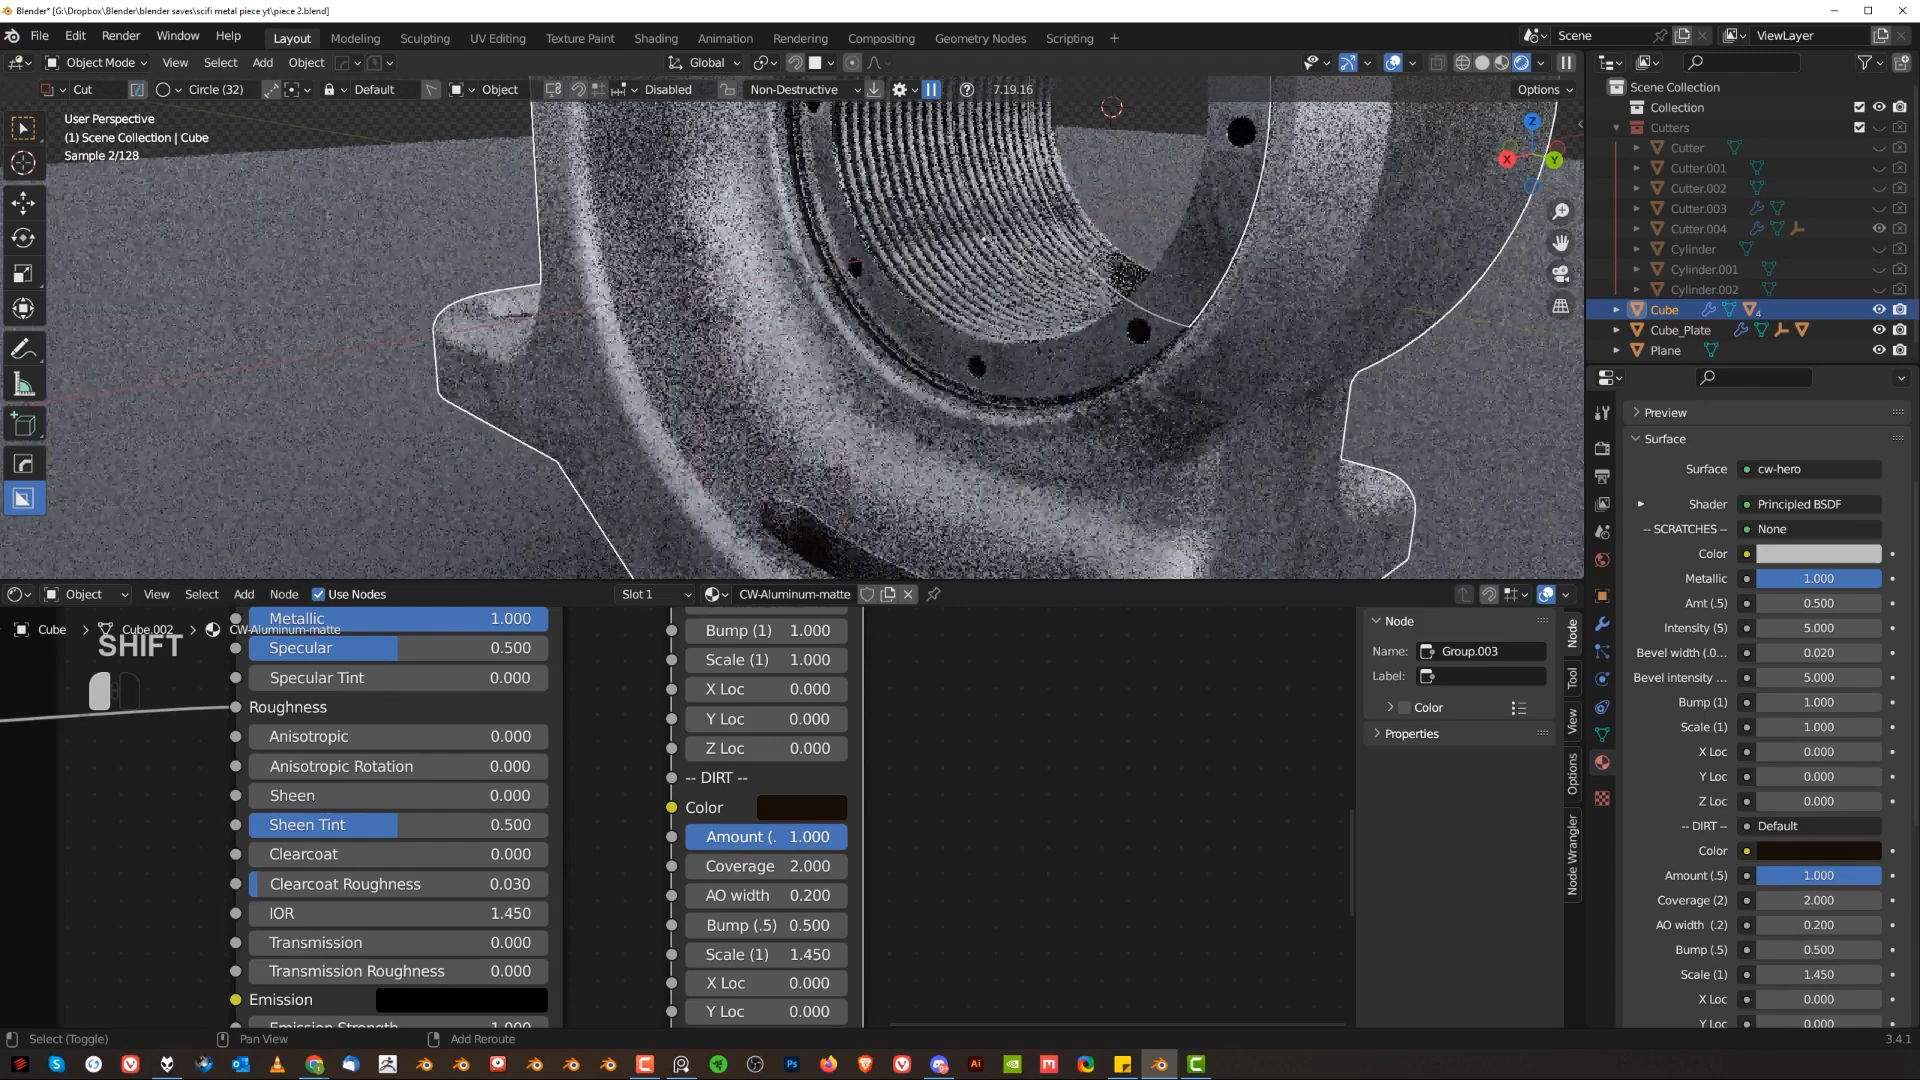 Blender* [G:\Dropbox\Blender\blender saves\scifi metal piece yt\piece 2.blend]
File Edit Render Window Help Layout Modeling Sculpting UV Editing Texture Paint Shading Animation Rendering Compositing Geometry Nodes Scripting + Scene ViewLayer
Object Mode View Select Add Object Global
Cut Circle (32) Default Object Disabled Non-Destructive 7.19.16 Options
User Perspective
(1) Scene Collection | Cube
Sample 2/128
Z
X
Y
Scene Collection
Collection
Cutters
Cutter
Cutter.001
Cutter.002
Cutter.003
Cutter.004
Cylinder
Cylinder.001
Cylinder.002
Cube 4
Cube_Plate
Plane
Preview
Surface
Surface cw-hero
Shader Principled BSDF
-- SCRATCHES -- None
Color
Metallic 1.000
Amt (.5) 0.500
Intensity (5) 5.000
Bevel width (.0... 0.020
Bevel intensity ... 5.000
Bump (1) 1.000
Scale (1) 1.000
X Loc 0.000
Y Loc 0.000
Z Loc 0.000
-- DIRT -- Default
Color
Amount (.5) 1.000
Coverage (2) 2.000
AO width (.2) 0.200
Bump (.5) 0.500
Scale (1) 1.450
X Loc 0.000
Y Loc 0.000
Object View Select Add Node Use Nodes Slot 1 CW-Aluminum-matte
Cube > Cube.002 > CW-Aluminum-matte
SHIFT
Metallic 1.000
Specular 0.500
Specular Tint 0.000
Roughness
Anisotropic 0.000
Anisotropic Rotation 0.000
Sheen 0.000
Sheen Tint 0.500
Clearcoat 0.000
Clearcoat Roughness 0.030
IOR 1.450
Transmission 0.000
Transmission Roughness 0.000
Emission
Emission Strength 1.000
Bump (1) 1.000
Scale (1) 1.000
X Loc 0.000
Y Loc 0.000
Z Loc 0.000
-- DIRT --
Color
Amount (. 1.000
Coverage 2.000
AO width 0.200
Bump (.5) 0.500
Scale (1) 1.450
X Loc 0.000
Y Loc 0.000
Node
Name: Group.003
Label:
Color
Properties
Node
Tool
View
Options
Node Wrangler
Select (Toggle) Pan View Add Reroute 3.4.1